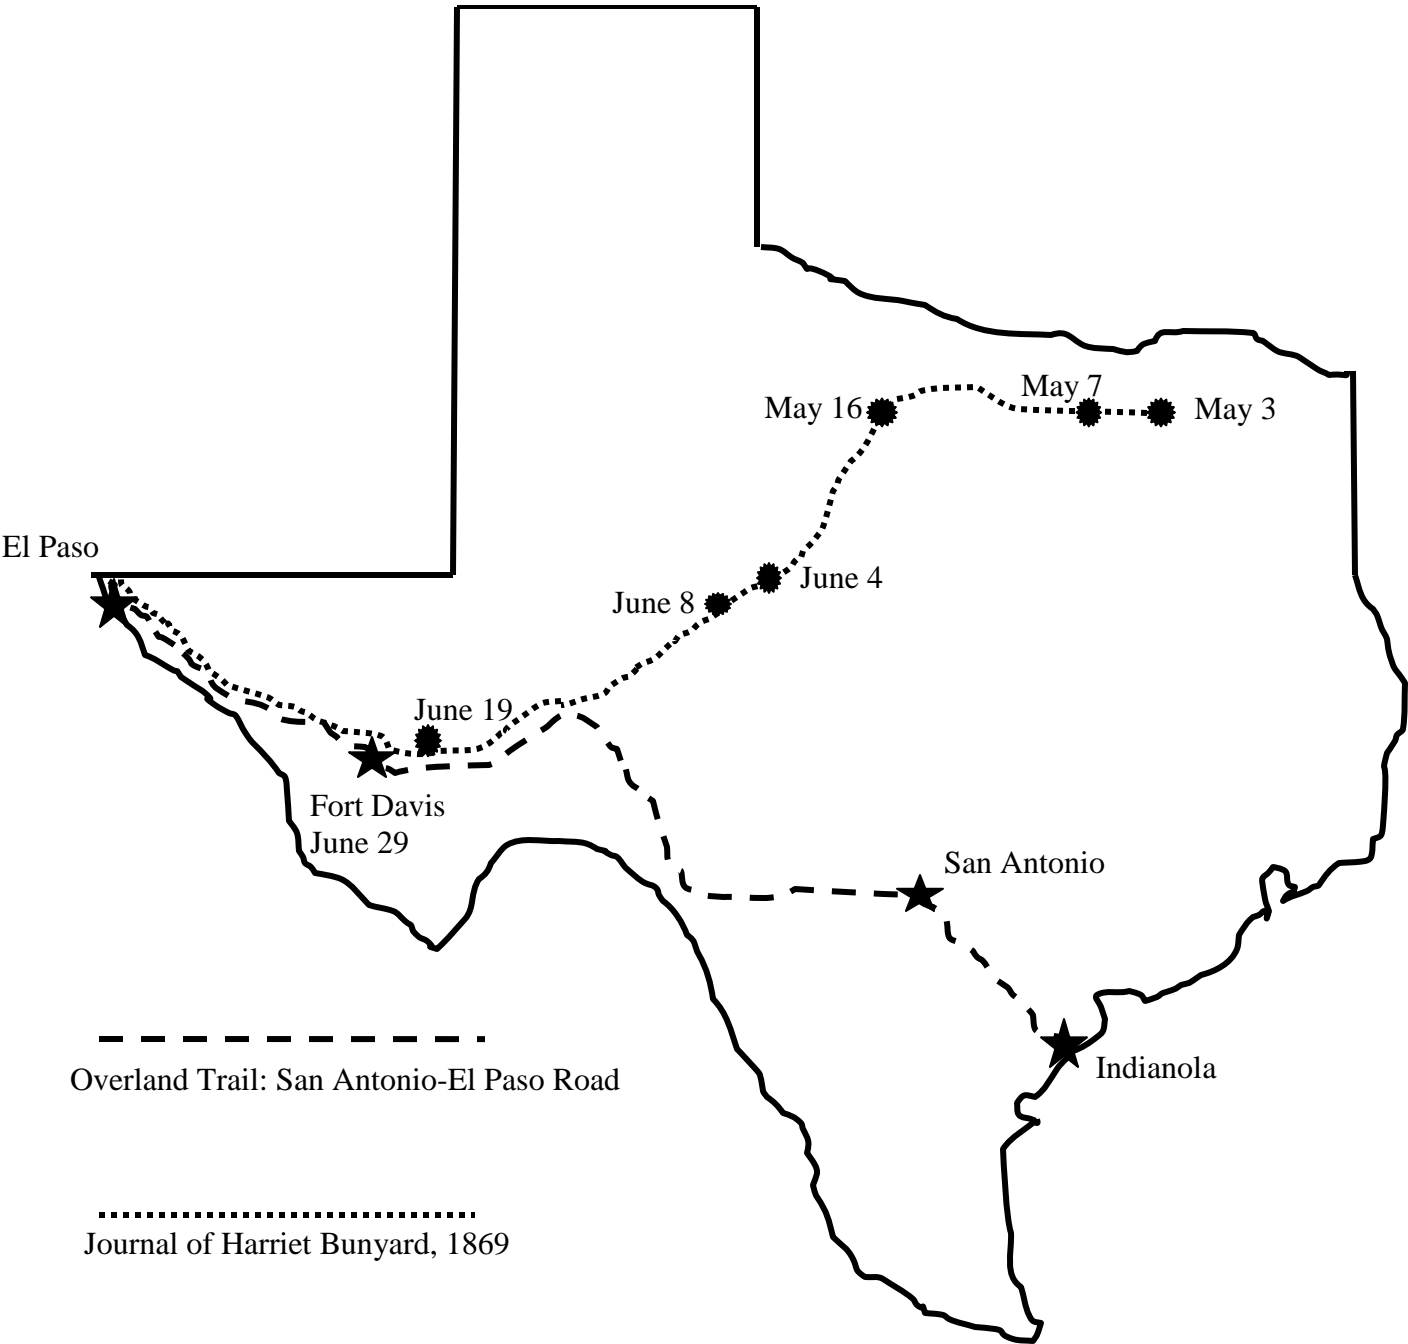 May 7
May 16
May 3
El Paso
June 4
June 8
June 19
Fort Davis
June 29
San Antonio
Indianola
Overland Trail: San Antonio-El Paso Road
Journal of Harriet Bunyard, 1869